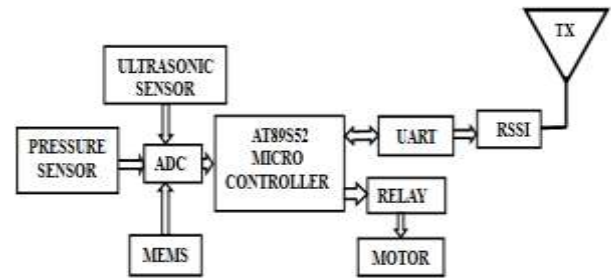 TX
ULTRASONIC
SENSOR
PRESSURE
SENSOR
ADC
AT89S52
MICRO
CONTROLLER
UART
RSSI
RELAY
MEMS
MOTOR